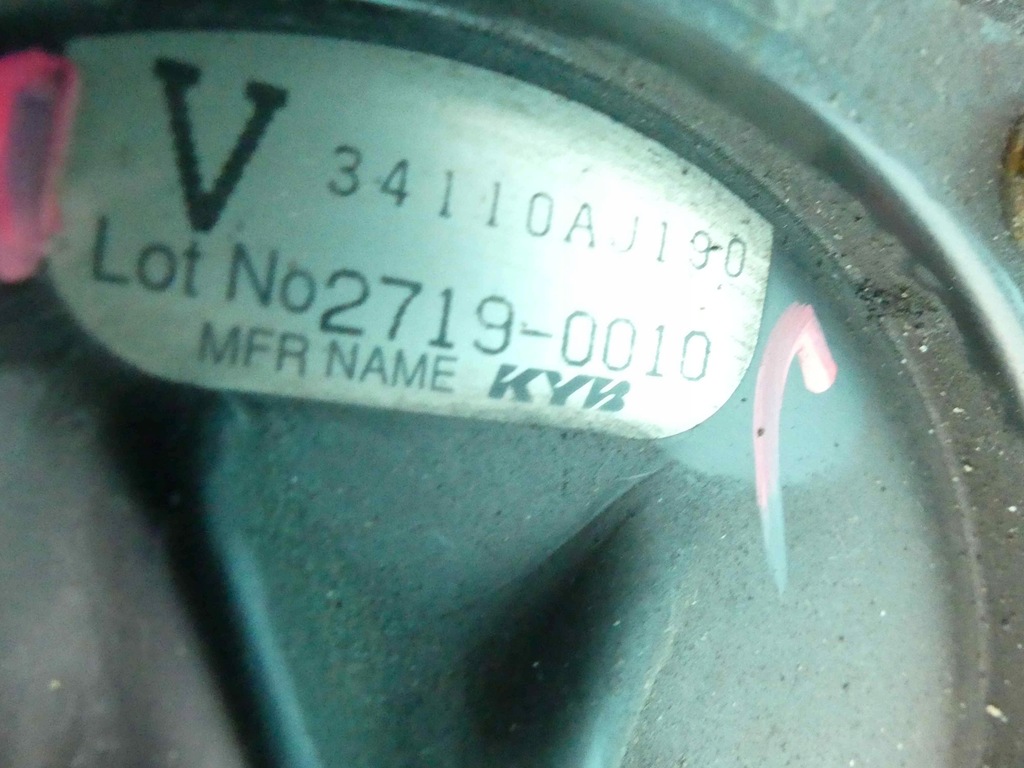 V 34110AJ190
Lot No2719-0010
MFR NAME KYB